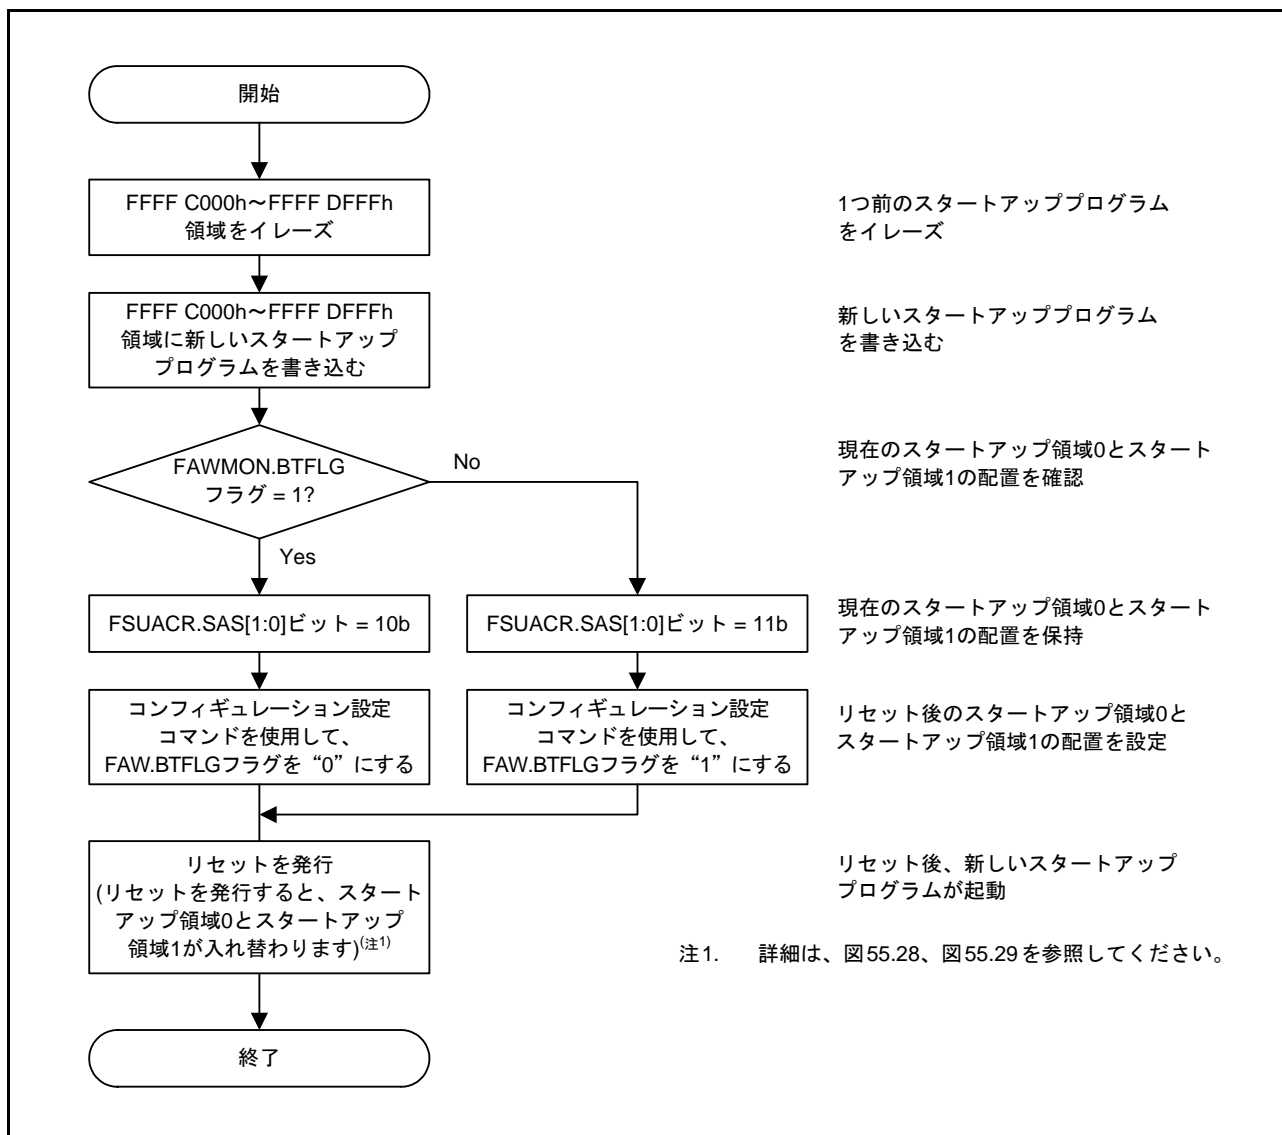 開始
FFFF C000h～FFFF DFFFh
領域をイレーズ
1つ前のスタートアッププログラム
をイレーズ
FFFF C000h～FFFF DFFFh
領域に新しいスタートアップ
プログラムを書き込む
新しいスタートアッププログラム
を書き込む
FAWMON.BTFLG
フラグ = 1?
No
Yes
現在のスタートアップ領域0とスタート
アップ領域1の配置を確認
FSUACR.SAS[1:0]ビット = 10b
FSUACR.SAS[1:0]ビット = 11b
現在のスタートアップ領域0とスタート
アップ領域1の配置を保持
コンフィギュレーション設定
コマンドを使用して、
FAW.BTFLGフラグを“0”にする
コンフィギュレーション設定
コマンドを使用して、
FAW.BTFLGフラグを“1”にする
リセット後のスタートアップ領域0と
スタートアップ領域1の配置を設定
リセットを発行
(リセットを発行すると、スタート
アップ領域0とスタートアップ
領域1が入れ替わります)(注1)
リセット後、新しいスタートアップ
プログラムが起動
注1. 詳細は、図55.28、図55.29を参照してください。
終了